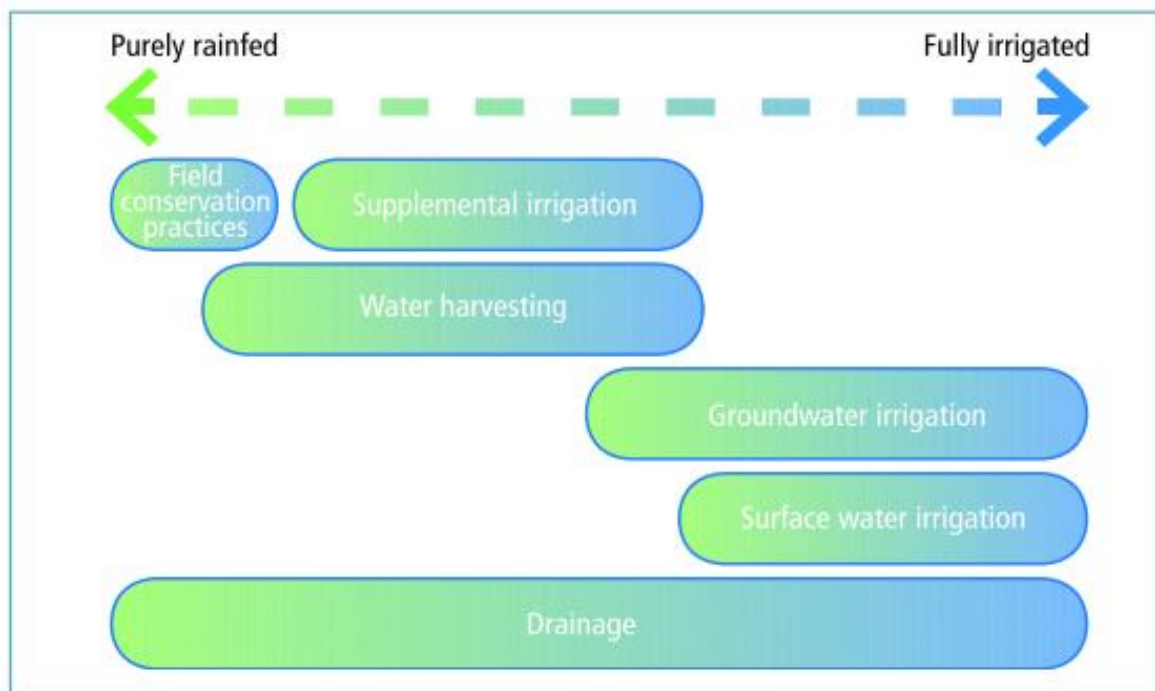 Purely rainfed
Fully irrigated
Field
conservation
practices
Supplemental irrigation
Water harvesting
Groundwater irrigation
Surface water irrigation
Drainage